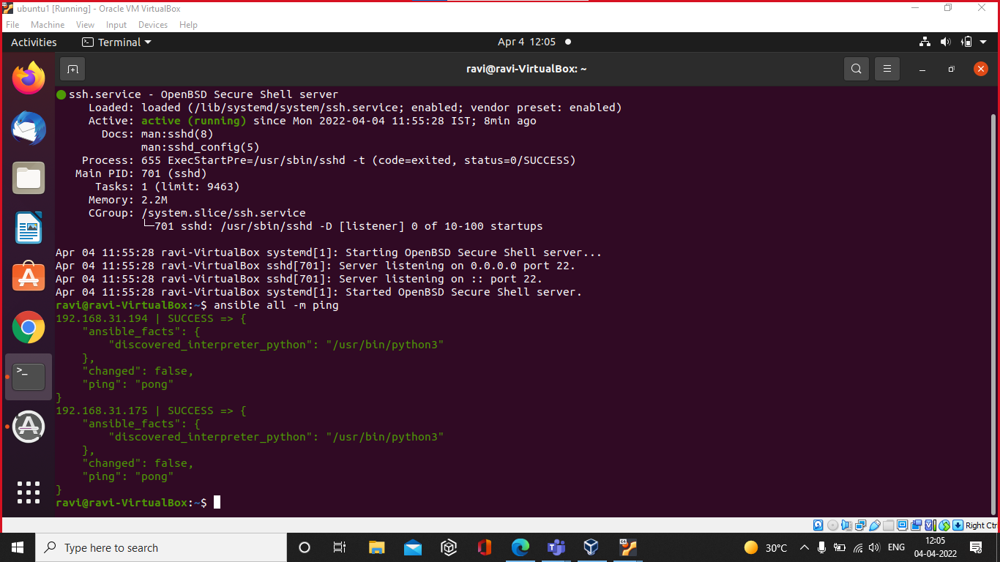 ubuntu1 [Running] - Oracle VM VirtualBox
File Machine View Input Devices Help
Activities Terminal Apr 4 12:05
ravi@ravi-VirtualBox: ~
ssh.service - OpenBSD Secure Shell server
Loaded: loaded (/lib/systemd/system/ssh.service; enabled; vendor preset: enabled)
Active: active (running) since Mon 2022-04-04 11:55:28 IST; 8min ago
Docs: man:sshd(8)
man:sshd_config(5)
Process: 655 ExecStartPre=/usr/sbin/sshd -t (code=exited, status=0/SUCCESS)
Main PID: 701 (sshd)
Tasks: 1 (limit: 9463)
Memory: 2.2M
CGroup: /system.slice/ssh.service
└─701 sshd: /usr/sbin/sshd -D [listener] 0 of 10-100 startups
Apr 04 11:55:28 ravi-VirtualBox systemd[1]: Starting OpenBSD Secure Shell server...
Apr 04 11:55:28 ravi-VirtualBox sshd[701]: Server listening on 0.0.0.0 port 22.
Apr 04 11:55:28 ravi-VirtualBox sshd[701]: Server listening on :: port 22.
Apr 04 11:55:28 ravi-VirtualBox systemd[1]: Started OpenBSD Secure Shell server.
ravi@ravi-VirtualBox:~$ ansible all -m ping
192.168.31.194 | SUCCESS => {
"ansible_facts": {
"discovered_interpreter_python": "/usr/bin/python3"
},
"changed": false,
"ping": "pong"
}
192.168.31.175 | SUCCESS => {
"ansible_facts": {
"discovered_interpreter_python": "/usr/bin/python3"
},
"changed": false,
"ping": "pong"
}
ravi@ravi-VirtualBox:~$
Right Ctr
Type here to search
30°C
ENG
12:05
04-04-2022